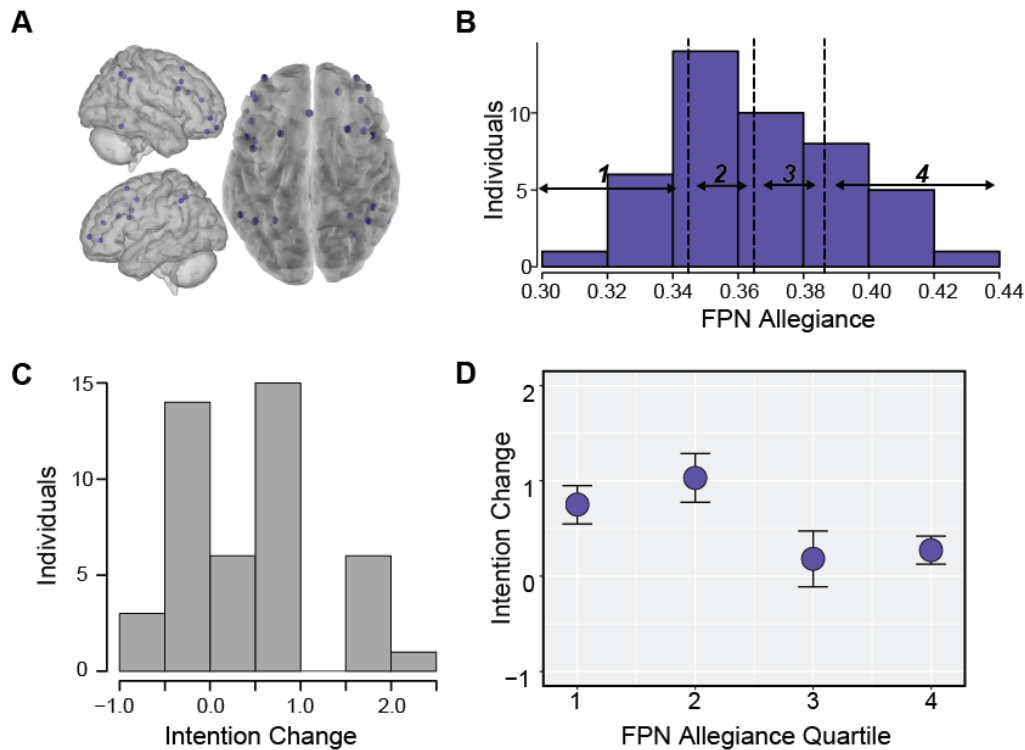 A
B
10
5
0
Individuals
1
2
3
4
0.30 0.32 0.34 0.36 0.38 0.40 0.42 0.44
FPN Allegiance
C
15
10
5
0
Individuals
−1.0 0.0 1.0 2.0
Intention Change
D
2
1
0
−1
Intention Change
1 2 3 4
FPN Allegiance Quartile